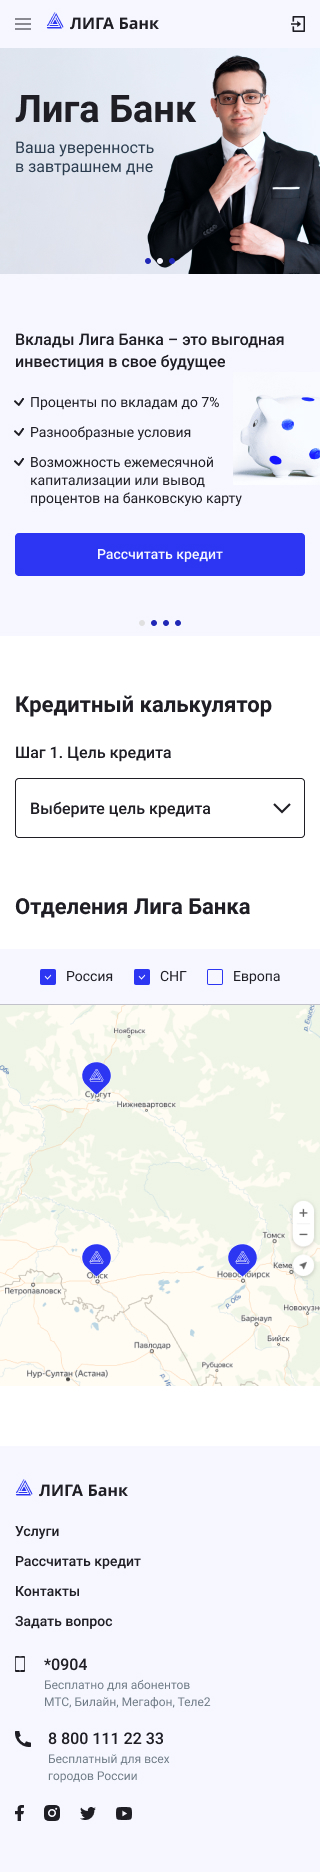 ЛИГА Банк
Лига Банк
Ваша уверенность
в завтрашнем дне
Вклады Лига Банка – это выгодная
инвестиция в свое будущее
Проценты по вкладам до 7%
Разнообразные условия
Возможность ежемесячной
капитализации или вывод
процентов на банковскую карту
Рассчитать кредит
Кредитный калькулятор
Шаг 1. Цель кредита
Выберите цель кредита
Отделения Лига Банка
Россия СНГ Европа
Ноябрьск
Сургут
Нижневартовск
Томск
Омск
Петропавловск
р. Обь
Барнаул
Бийск
Павлодар
Рубцовск
Нур-Султан (Астана)
ЛИГА Банк
Услуги
Рассчитать кредит
Контакты
Задать вопрос
*0904
Бесплатно для абонентов
МТС, Билайн, Мегафон, Теле2
8 800 111 22 33
Бесплатный для всех
городов России